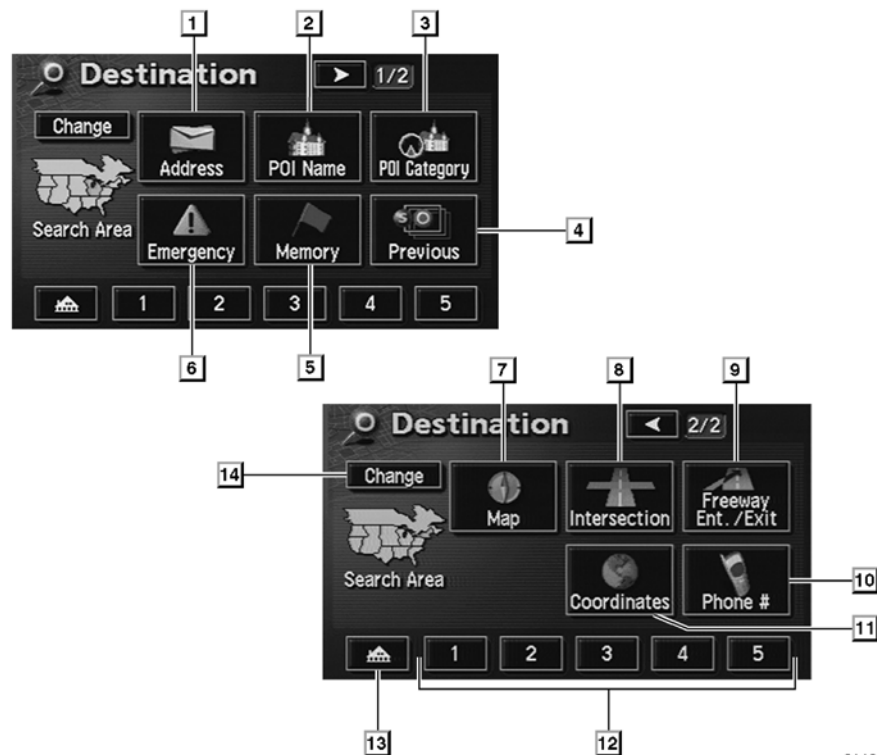 1 2 3
Destination 1/2
Change
Address POI Name POI Category
Search Area
Emergency Memory Previous
4
1 2 3 4 5
6 5 7 8 9
Destination 2/2
14 Change
Map Intersection Freeway
Ent./Exit
Search Area
10
Coordinates Phone #
11
1 2 3 4 5
13 12